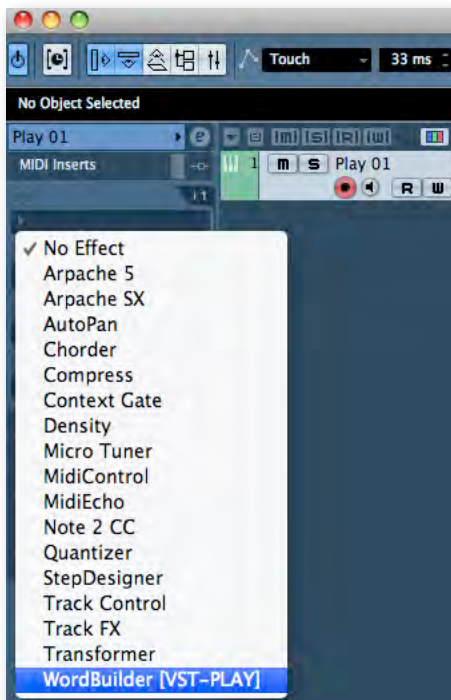 Touch
33 ms
No Object Selected
Play 01
e
m S R W
MIDI Inserts
1 m S Play 01
R W
✓ No Effect
Arpache 5
Arpache SX
AutoPan
Chorder
Compress
Context Gate
Density
Micro Tuner
MidiControl
MidiEcho
Note 2 CC
Quantizer
StepDesigner
Track Control
Track FX
Transformer
WordBuilder [VST-PLAY]